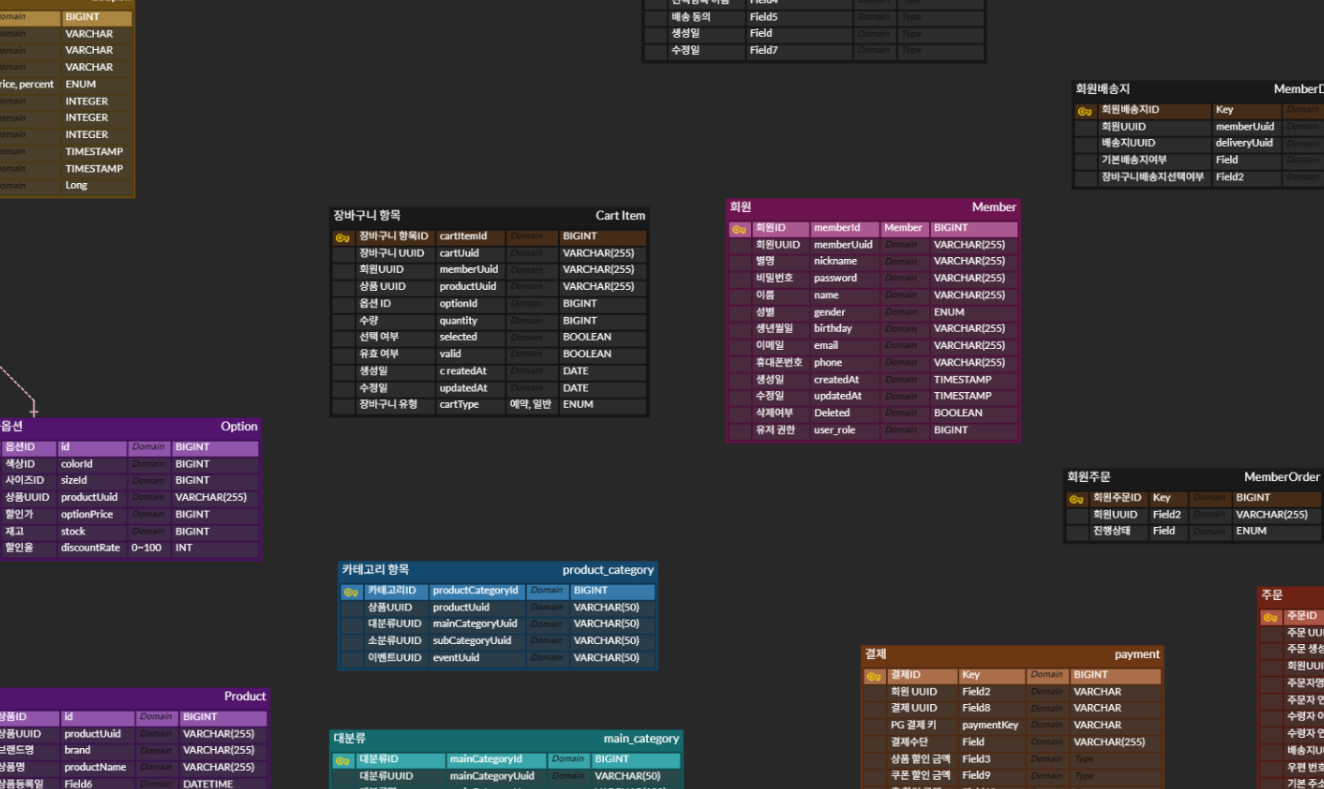 BIGINT
VARCHAR
VARCHAR
VARCHAR
rice, percent ENUM
INTEGER
INTEGER
INTEGER
TIMESTAMP
TIMESTAMP
Long
배송 동의 Field5 Domain Type
생성일 Field Domain Type
수정일 Field7 Domain Type
회원배송지 MemberD
회원배송지ID Key Domain
회원UUID memberUuid Domain
배송지UUID deliveryUuid Domain
기본배송지여부 Field Domain
장바구니배송지선택여부 Field2 Domain
장바구니 항목 Cart Item
장바구니 항목ID cartItemId Domain BIGINT
장바구니 UUID cartUuid Domain VARCHAR(255)
회원UUID memberUuid Domain VARCHAR(255)
상품 UUID productUuid Domain VARCHAR(255)
옵션 ID optionId Domain BIGINT
수량 quantity Domain BIGINT
선택 여부 selected Domain BOOLEAN
유효 여부 valid Domain BOOLEAN
생성일 createdAt Domain DATE
수정일 updatedAt Domain DATE
장바구니 유형 cartType 예약, 일반 ENUM
회원 Member
회원ID memberId Member BIGINT
회원UUID memberUuid Domain VARCHAR(255)
별명 nickname Domain VARCHAR(255)
비밀번호 password Domain VARCHAR(255)
이름 name Domain VARCHAR(255)
성별 gender Domain ENUM
생년월일 birthday Domain VARCHAR(255)
이메일 email Domain VARCHAR(255)
휴대폰번호 phone Domain VARCHAR(255)
생성일 createdAt Domain TIMESTAMP
수정일 updatedAt Domain TIMESTAMP
삭제여부 Deleted Domain BOOLEAN
유저 권한 user_role Domain BIGINT
옵션 Option
옵션ID id Domain BIGINT
색상ID colorId Domain BIGINT
사이즈ID sizeId Domain BIGINT
상품UUID productUuid Domain VARCHAR(255)
할인가 optionPrice Domain BIGINT
재고 stock Domain BIGINT
할인율 discountRate 0~100 INT
회원주문 MemberOrder
회원주문ID Key Domain BIGINT
회원UUID Field2 Domain VARCHAR(255)
진행상태 Field Domain ENUM
카테고리 항목 product_category
카테고리ID productCategoryId Domain BIGINT
상품UUID productUuid Domain VARCHAR(50)
대분류UUID mainCategoryUuid Domain VARCHAR(50)
소분류UUID subCategoryUuid Domain VARCHAR(50)
이벤트UUID eventUuid Domain VARCHAR(50)
주문
주문ID
주문 UU
주문 생성
회원UUI
주문자명
주문자 연
수령자 이
수령자 연
배송지U
우편 번호
기본 주소
결제 payment
결제ID Key Domain BIGINT
회원 UUID Field2 Domain VARCHAR
결제 UUID Field8 Domain VARCHAR
PG 결제 키 paymentKey Domain VARCHAR
결제수단 Field Domain VARCHAR(255)
상품 할인 금액 Field3 Domain Type
쿠폰 할인 금액 Field9 Domain Type
Product
상품ID id Domain BIGINT
상품UUID productUuid Domain VARCHAR(255)
브랜드명 brand Domain VARCHAR(255)
상품명 productName Domain VARCHAR(255)
상품등록일 Field6 Domain DATETIME
대분류 main_category
대분류ID mainCategoryId Domain BIGINT
대분류UUID mainCategoryUuid Domain VARCHAR(50)